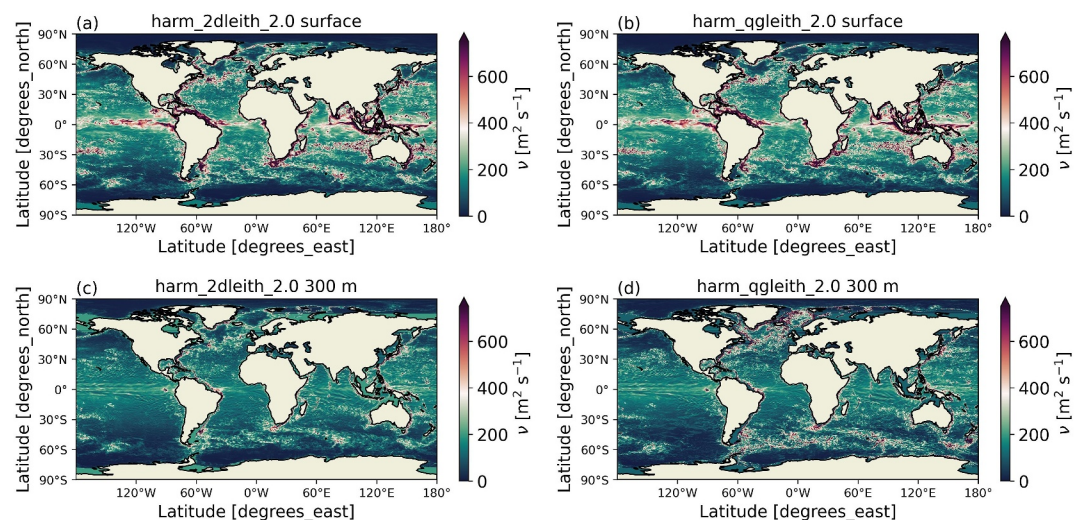 (a) harm_2dleith_2.0 surface
Latitude [degrees_north]
90°N
60°N
30°N
0°
30°S
60°S
90°S
120°W 60°W 0°W 60°E 120°E 180°
Latitude [degrees_east]
600
400
200
0
ν [m² s⁻¹]
(b) harm_qgleith_2.0 surface
Latitude [degrees_north]
90°N
60°N
30°N
0°
30°S
60°S
90°S
120°W 60°W 0°W 60°E 120°E 180°
Latitude [degrees_east]
600
400
200
0
ν [m² s⁻¹]
(c) harm_2dleith_2.0 300 m
Latitude [degrees_north]
90°N
60°N
30°N
0°
30°S
60°S
90°S
120°W 60°W 0°W 60°E 120°E 180°
Latitude [degrees_east]
600
400
200
0
ν [m² s⁻¹]
(d) harm_qgleith_2.0 300 m
Latitude [degrees_north]
90°N
60°N
30°N
0°
30°S
60°S
90°S
120°W 60°W 0°W 60°E 120°E 180°
Latitude [degrees_east]
600
400
200
0
ν [m² s⁻¹]